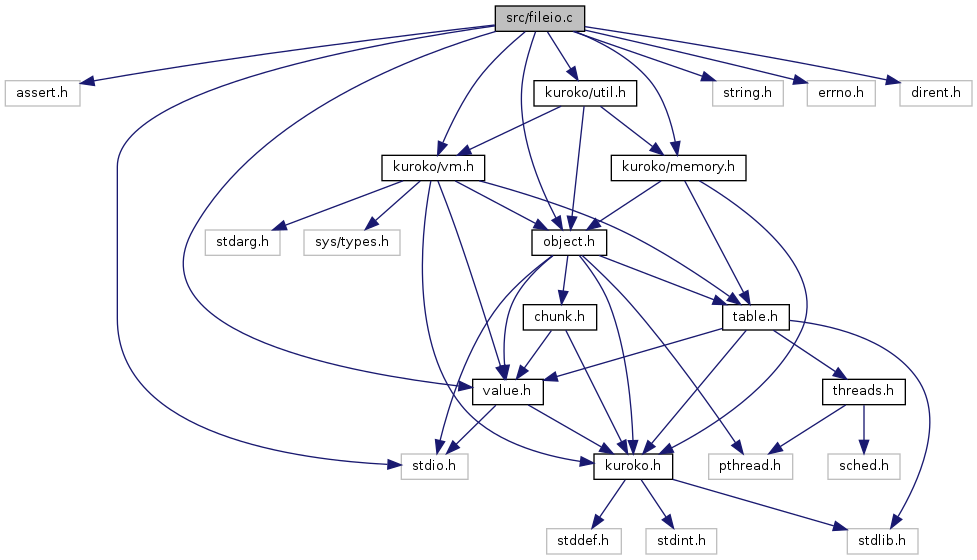 src/fileio.c
assert.h
kuroko/util.h
string.h
errno.h
dirent.h
kuroko/vm.h
kuroko/memory.h
stdarg.h
sys/types.h
object.h
chunk.h
table.h
value.h
threads.h
stdio.h
kuroko.h
pthread.h
sched.h
stddef.h
stdint.h
stdlib.h